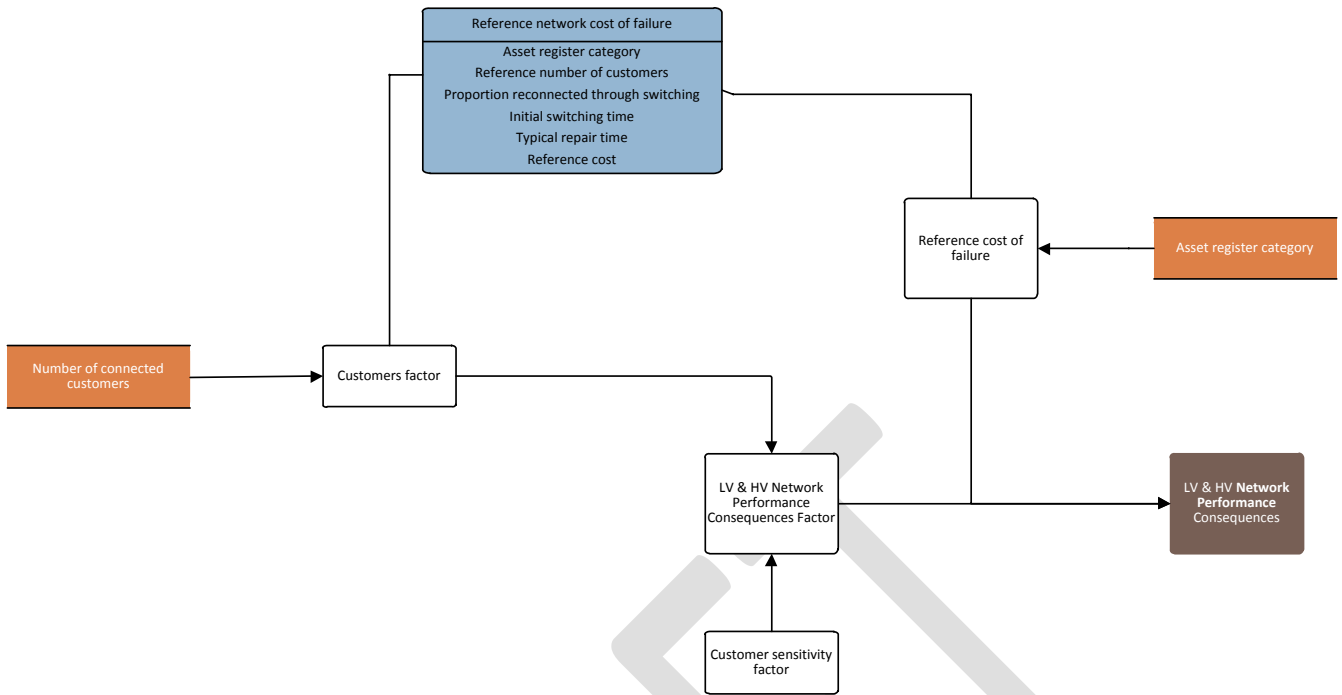 Reference network cost of failure
Asset register category
Reference number of customers
Proportion reconnected through switching
Initial switching time
Typical repair time
Reference cost
Reference cost of
failure
Asset register category
Number of connected
customers
Customers factor
LV & HV Network
Performance
Consequences Factor
LV & HV Network
Performance
Consequences
Customer sensitivity
factor